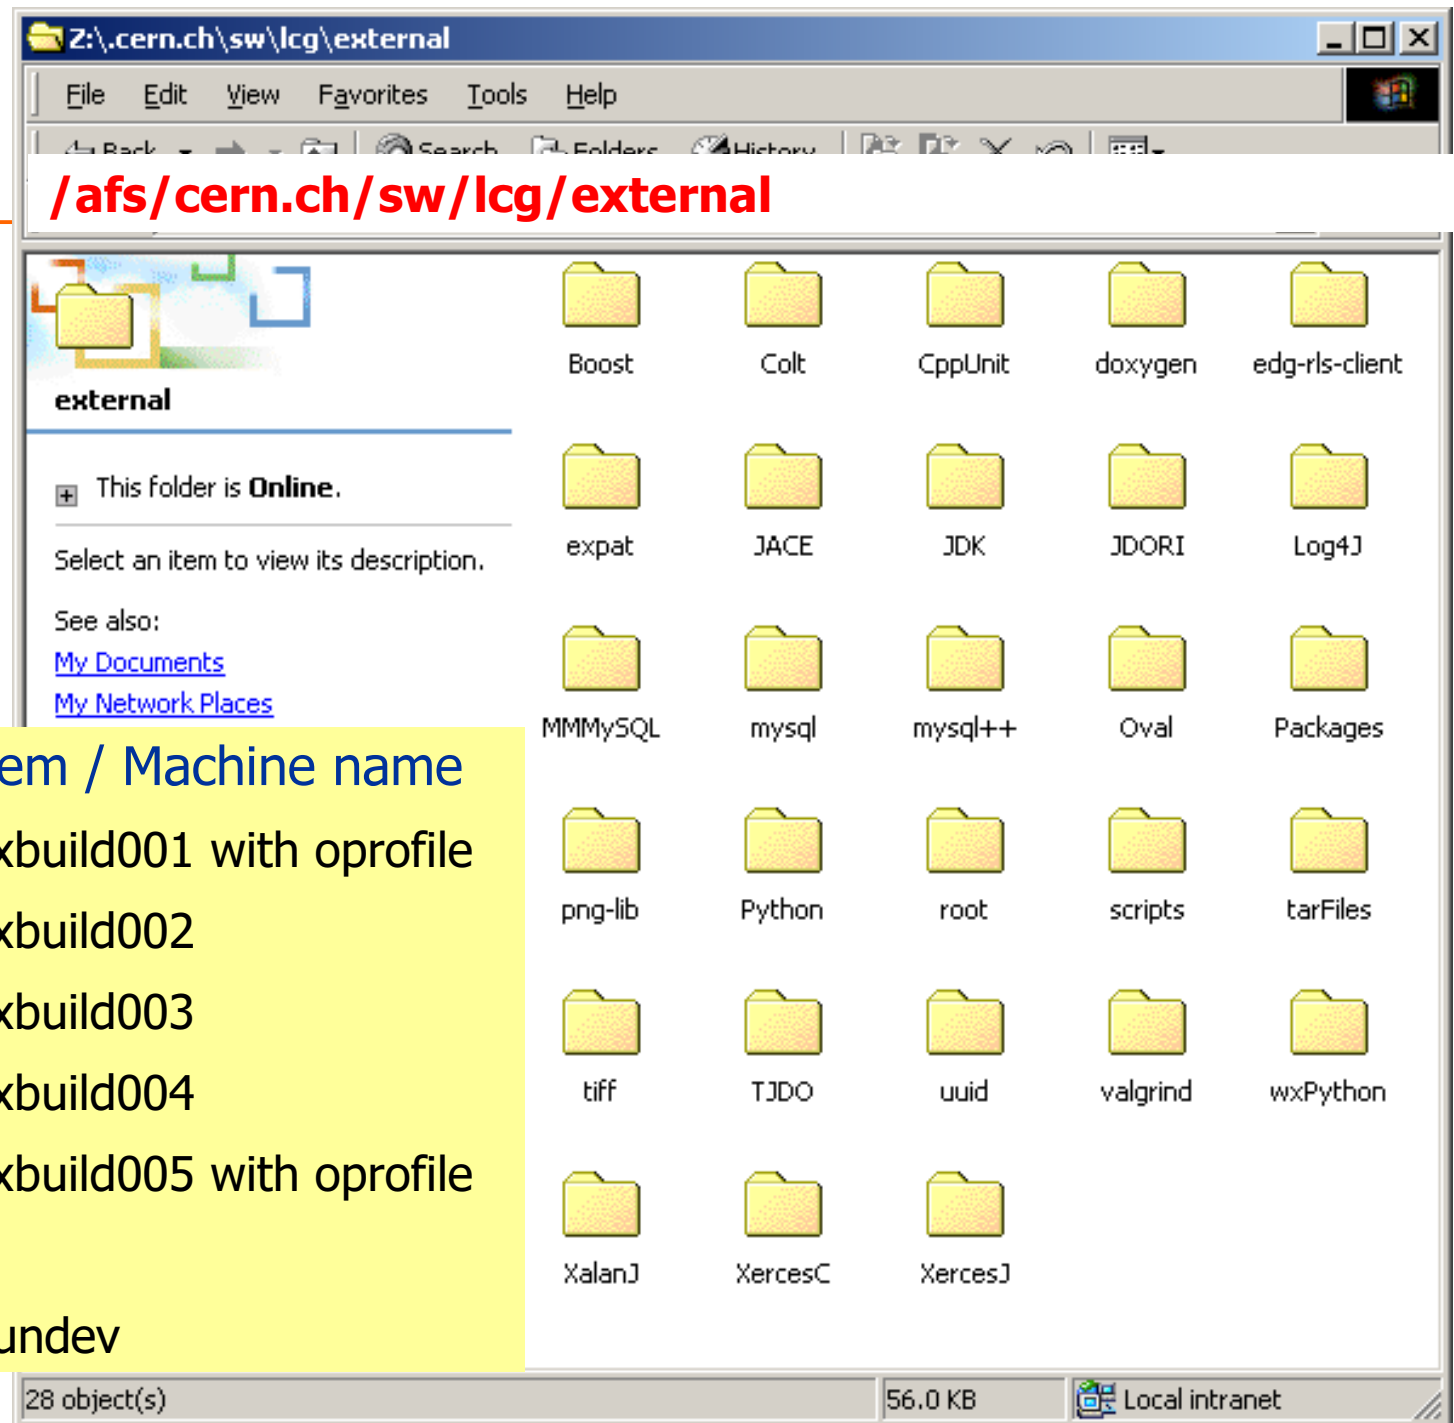 Z:\.cern.ch\sw\lcg\external
File Edit View Favorites Tools Help
Back Search Folders History
/afs/cern.ch/sw/lcg/external
external
This folder is Online.
Select an item to view its description.
See also:
My Documents
My Network Places
Boost Colt CppUnit doxygen edg-rls-client
expat JACE JDK JDORI Log4J
MMMySQL mysql mysql++ Oval Packages
png-lib Python root scripts tarFiles
tiff TJDO uuid valgrind wxPython
XalanJ XercesC XercesJ
em / Machine name
xbuild001 with oprofile
xbuild002
xbuild003
xbuild004
xbuild005 with oprofile
undev
28 object(s) 56.0 KB Local intranet